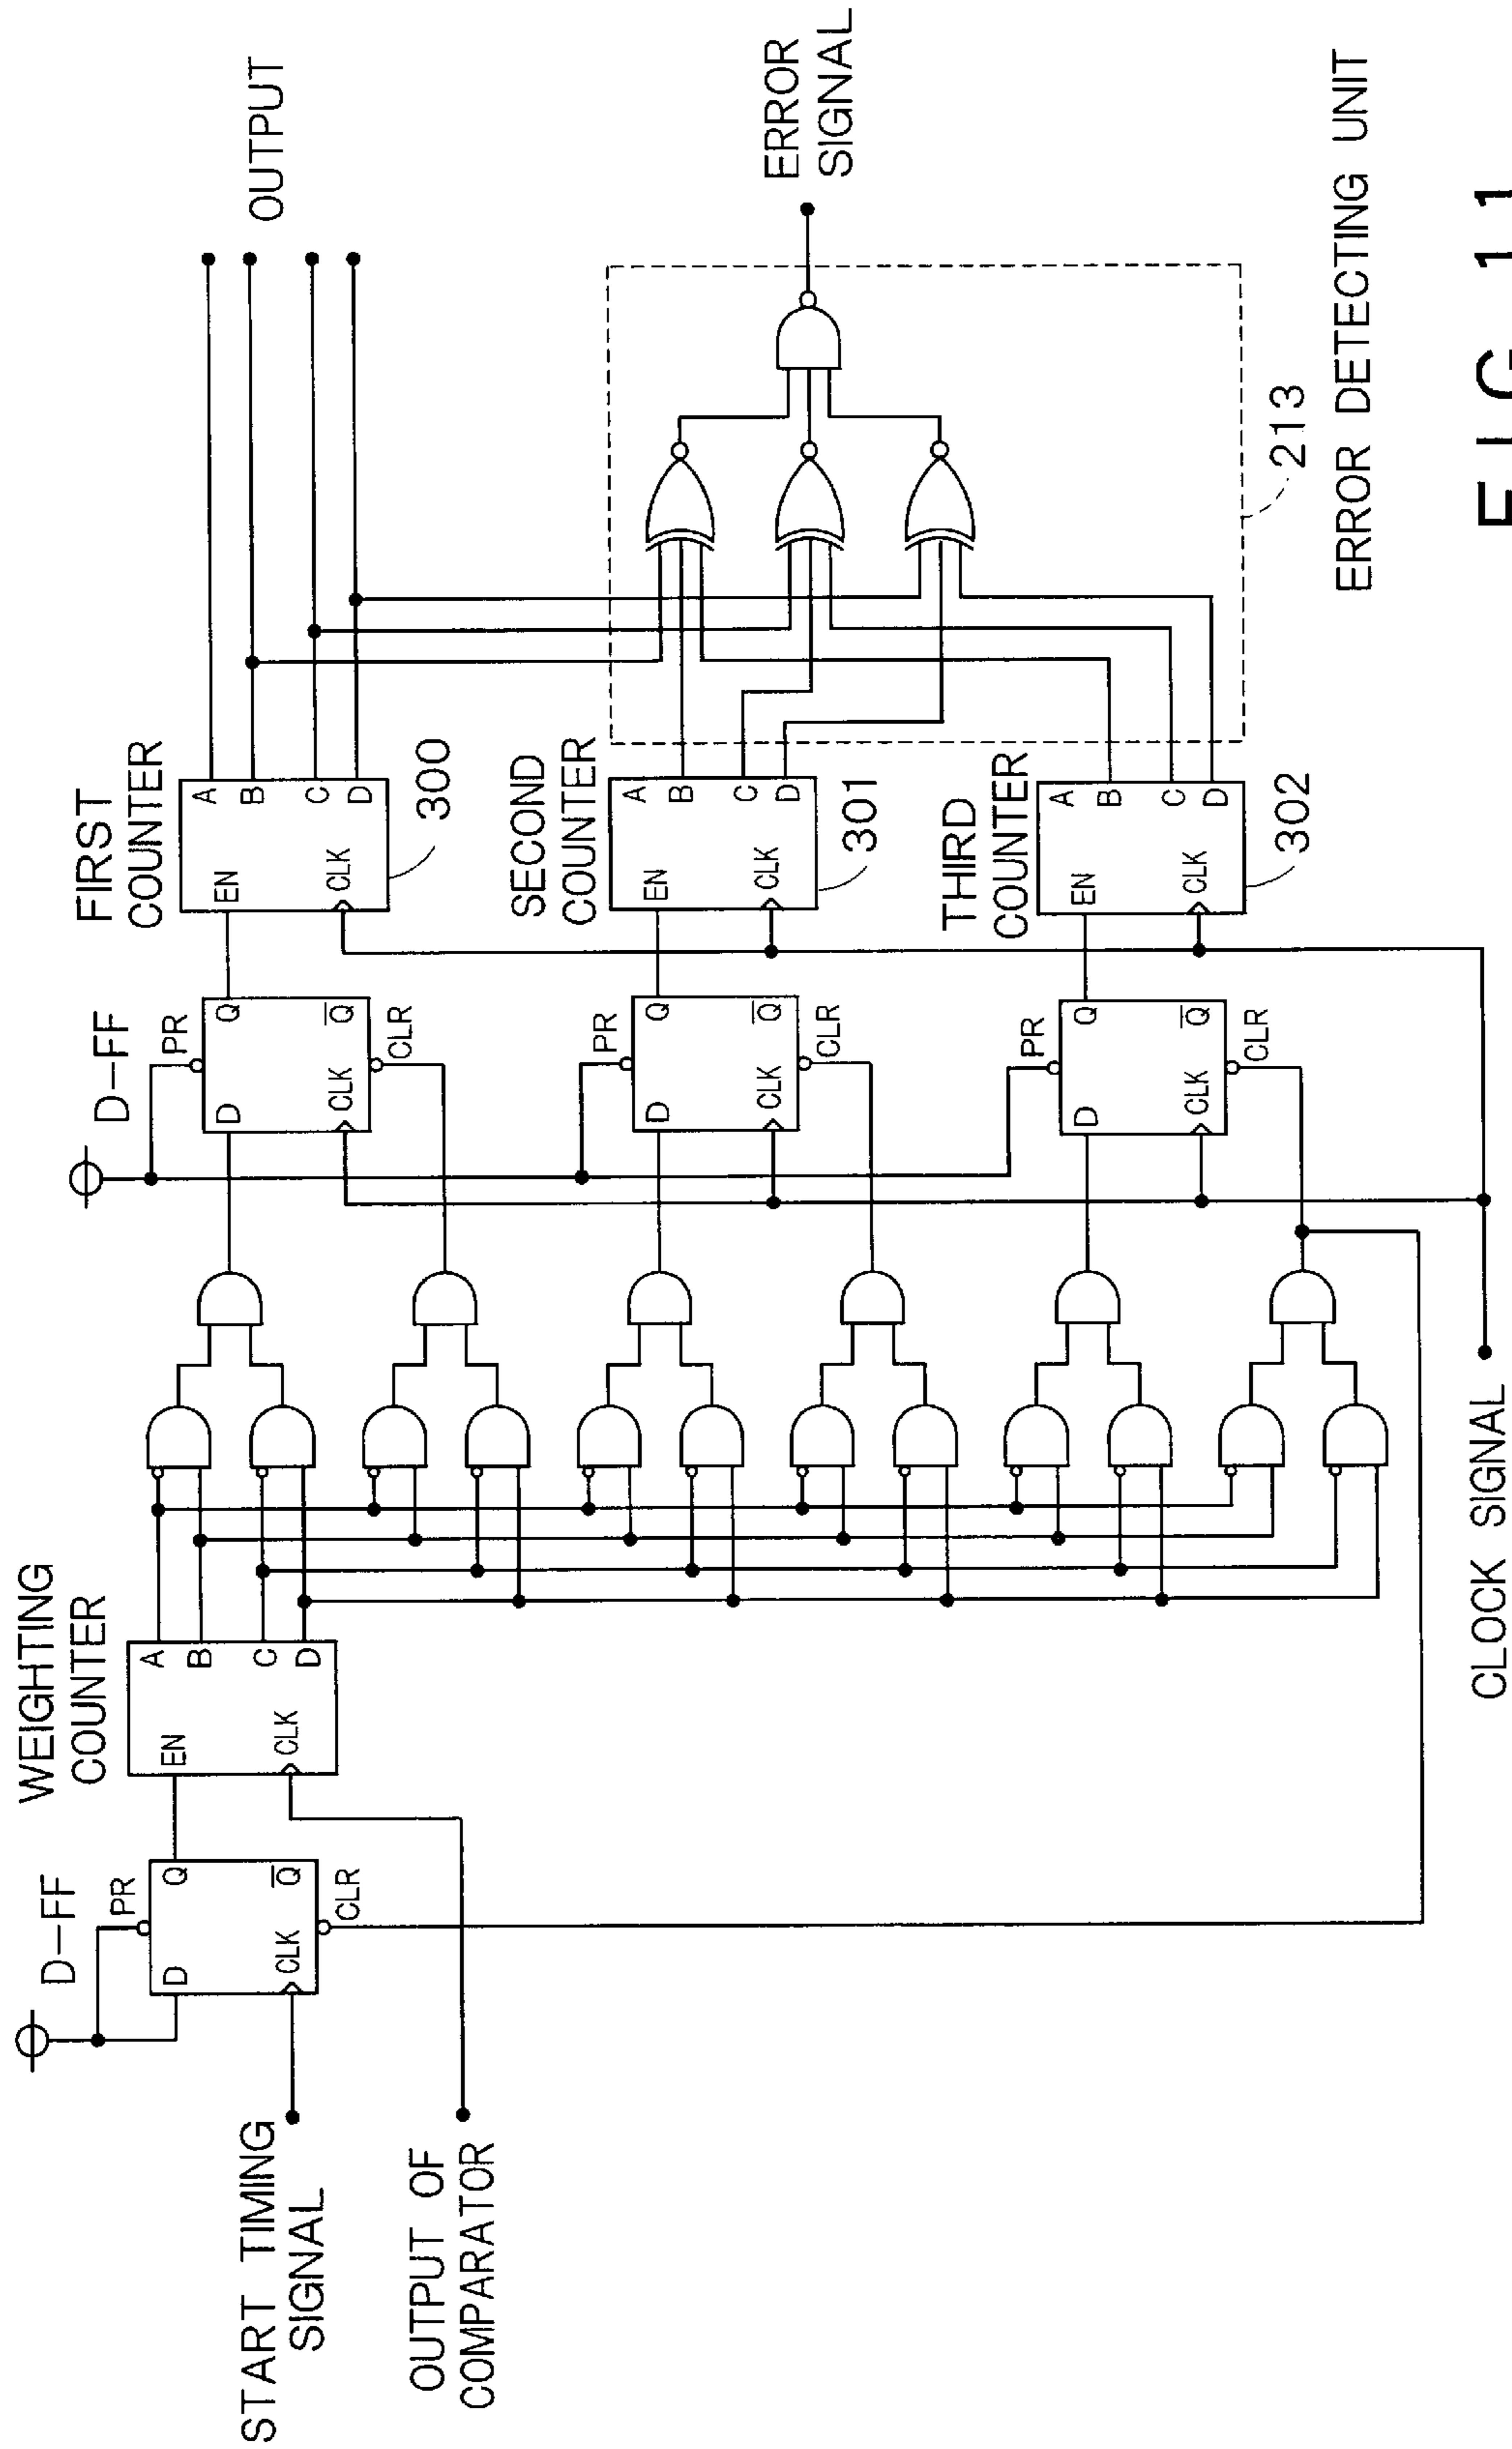 START TIMING
SIGNAL
OUTPUT OF
COMPARATOR
D-FF
PR
D
Q
CLK
Q
CLR
WEIGHTING
COUNTER
EN
A
B
C
D
CLK
CLOCK SIGNAL
D-FF
PR
D
Q
CLK
Q
CLR
PR
D
Q
CLK
Q
CLR
PR
D
Q
CLK
Q
CLR
FIRST
COUNTER
EN
A
B
C
D
CLK
300
SECOND
COUNTER
EN
A
B
C
D
CLK
301
THIRD
COUNTER
EN
A
B
C
D
CLK
302
OUTPUT
ERROR
SIGNAL
213
ERROR DETECTING UNIT
FIG. 11